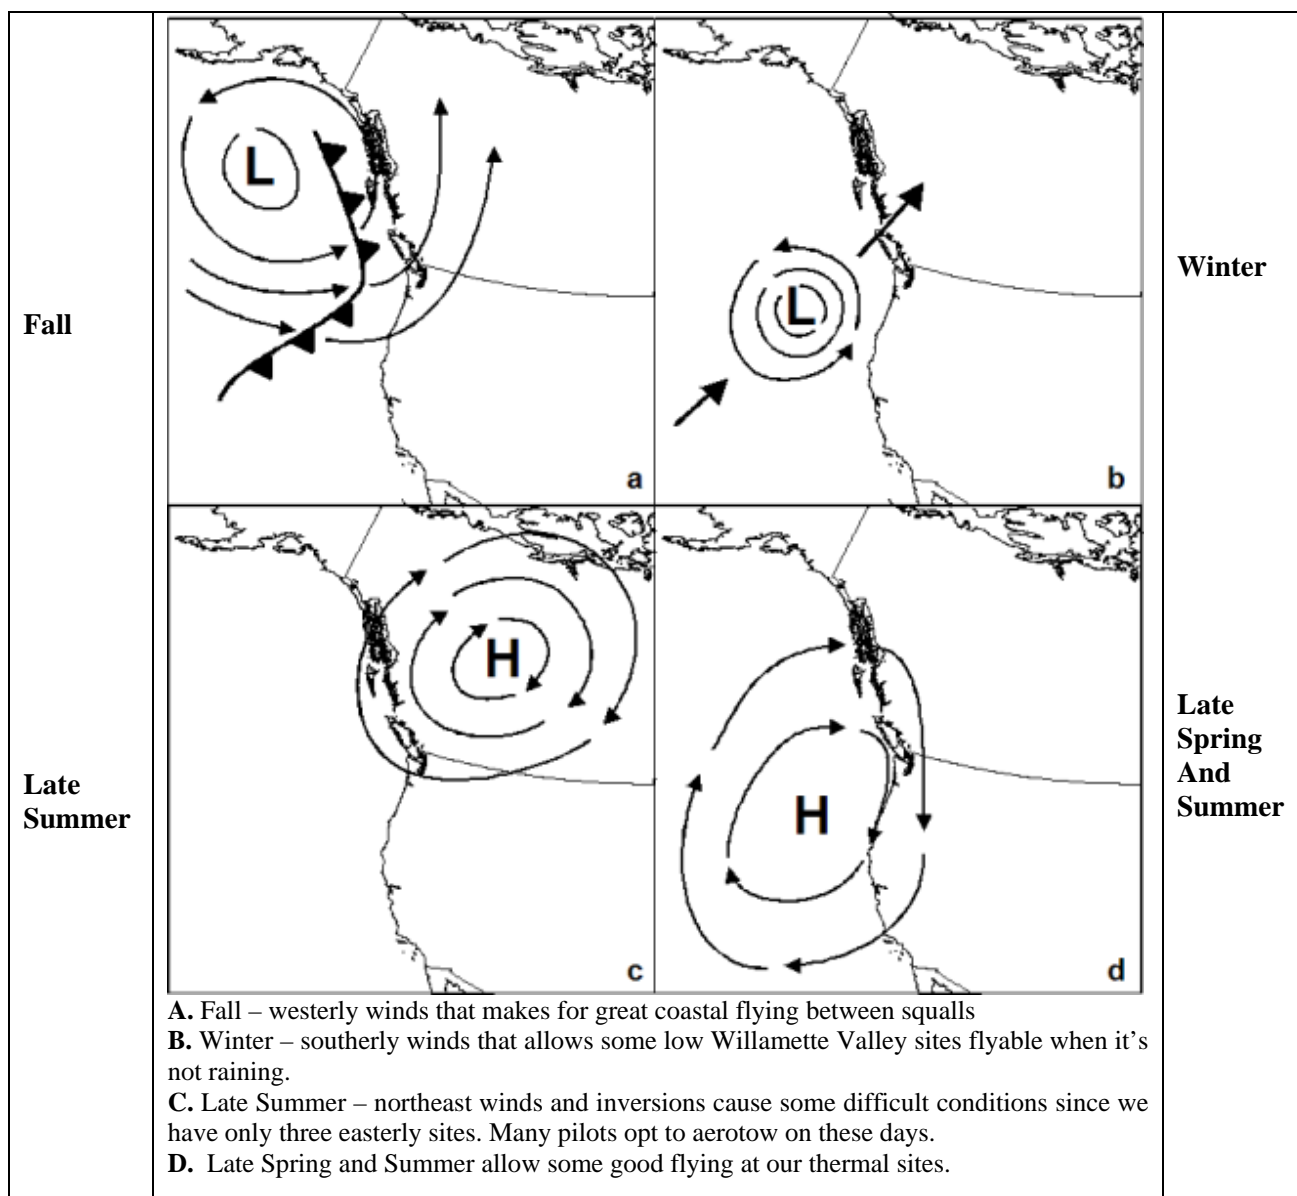 L
L
Winter
Fall
a
b
H
H
Late
Spring
And
Summer
Late
Summer
c
d
A. Fall – westerly winds that makes for great coastal flying between squalls
B. Winter – southerly winds that allows some low Willamette Valley sites flyable when it's
not raining.
C. Late Summer – northeast winds and inversions cause some difficult conditions since we
have only three easterly sites. Many pilots opt to aerotow on these days.
D. Late Spring and Summer allow some good flying at our thermal sites.